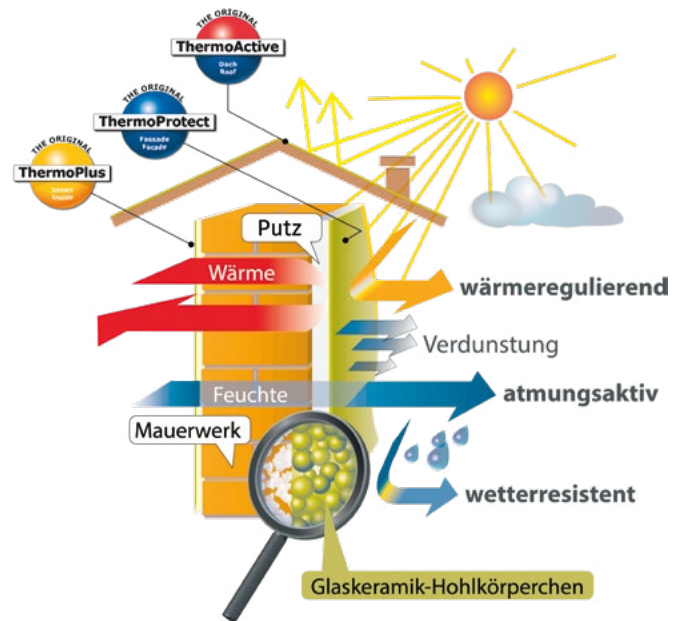 THE ORIGINAL
ThermoActive
Dach
Roof
THE ORIGINAL
ThermoProtect
Fassade
Facade
THE ORIGINAL
ThermoPlus
Innen
Inside
Putz
Wärme
wärmeregulierend
Verdunstung
Feuchte
atmungsaktiv
Mauerwerk
wetterresistent
Glaskeramik-Hohlkörperchen